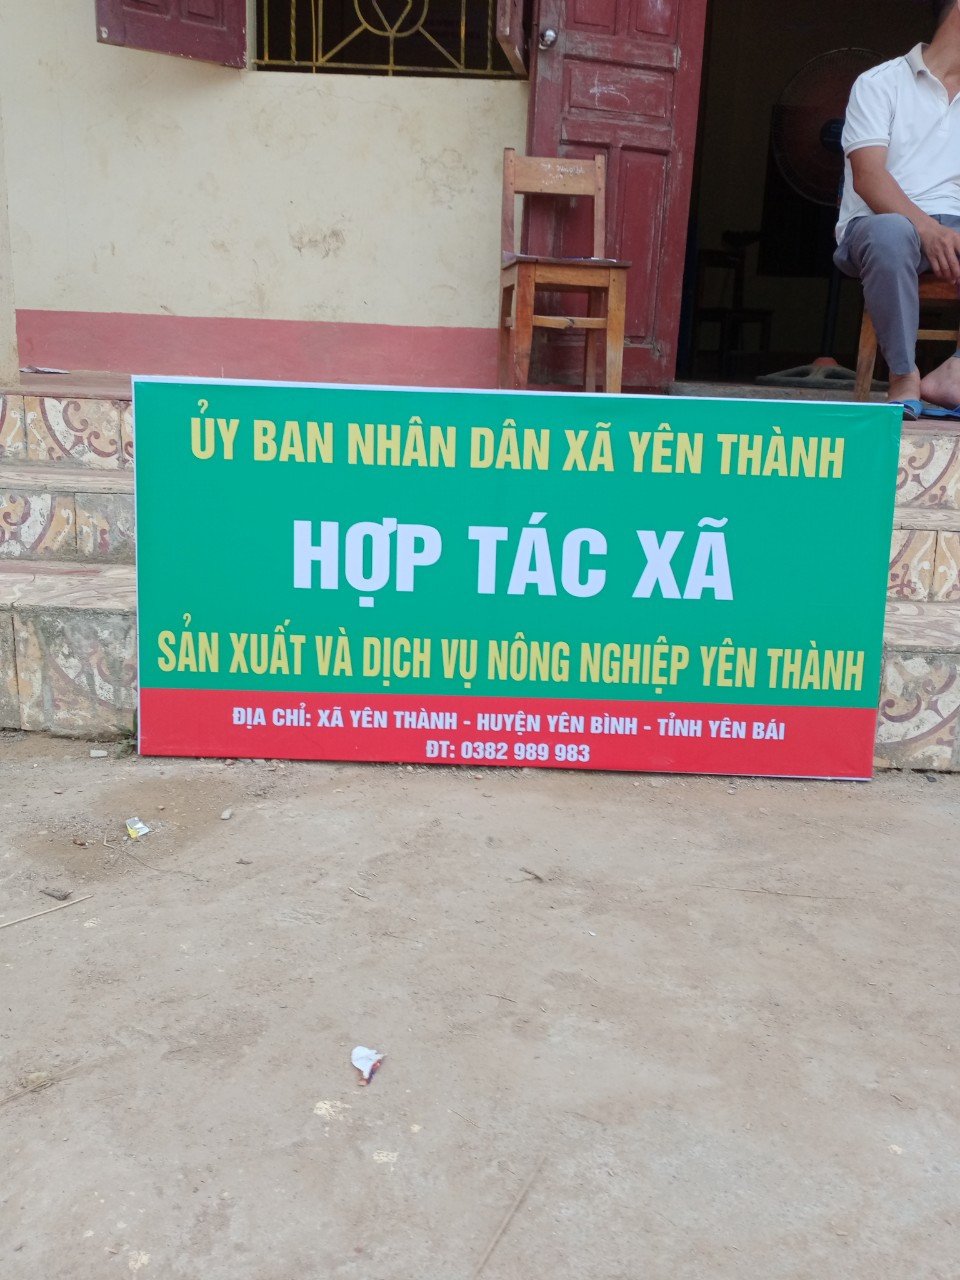 ỦY BAN NHÂN DÂN XÃ YÊN THÀNH
HỢP TÁC XÃ
SẢN XUẤT VÀ DỊCH VỤ NÔNG NGHIỆP YÊN THÀNH
ĐỊA CHỈ: XÃ YÊN THÀNH - HUYỆN YÊN BÌNH - TỈNH YÊN BÁI
ĐT: 0382 989 983